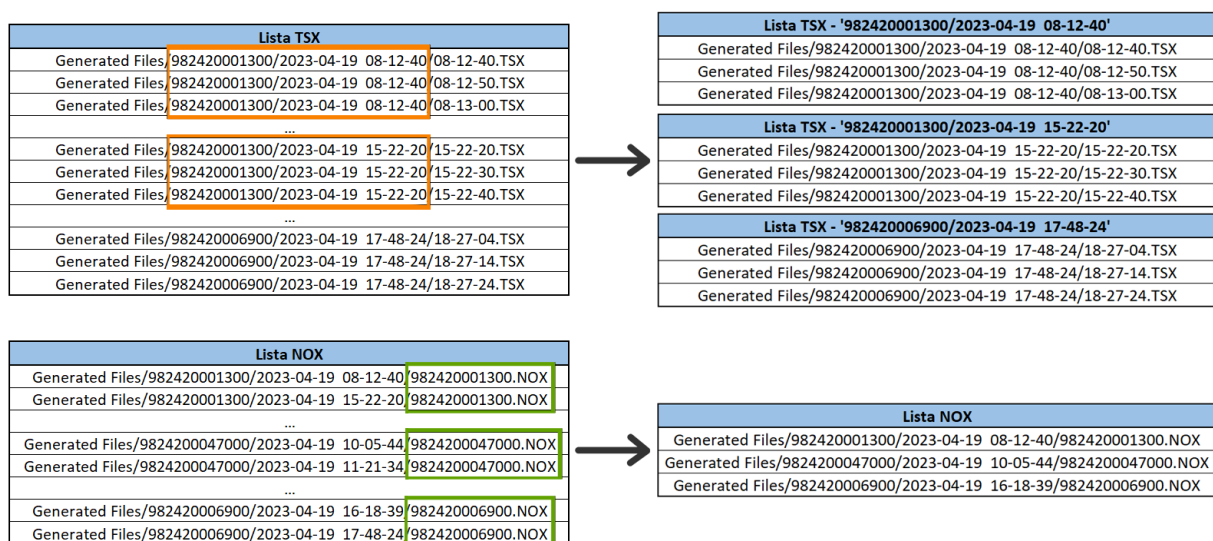 Lista TSX
Generated Files/982420001300/2023-04-19 08-12-40/08-12-40.TSX
Generated Files/982420001300/2023-04-19 08-12-40/08-12-50.TSX
Generated Files/982420001300/2023-04-19 08-12-40/08-13-00.TSX
...
Generated Files/982420001300/2023-04-19 15-22-20/15-22-20.TSX
Generated Files/982420001300/2023-04-19 15-22-20/15-22-30.TSX
Generated Files/982420001300/2023-04-19 15-22-20/15-22-40.TSX
...
Generated Files/982420006900/2023-04-19 17-48-24/18-27-04.TSX
Generated Files/982420006900/2023-04-19 17-48-24/18-27-14.TSX
Generated Files/982420006900/2023-04-19 17-48-24/18-27-24.TSX
Lista TSX - '982420001300/2023-04-19 08-12-40'
Generated Files/982420001300/2023-04-19 08-12-40/08-12-40.TSX
Generated Files/982420001300/2023-04-19 08-12-40/08-12-50.TSX
Generated Files/982420001300/2023-04-19 08-12-40/08-13-00.TSX
Lista TSX - '982420001300/2023-04-19 15-22-20'
Generated Files/982420001300/2023-04-19 15-22-20/15-22-20.TSX
Generated Files/982420001300/2023-04-19 15-22-20/15-22-30.TSX
Generated Files/982420001300/2023-04-19 15-22-20/15-22-40.TSX
Lista TSX - '982420006900/2023-04-19 17-48-24'
Generated Files/982420006900/2023-04-19 17-48-24/18-27-04.TSX
Generated Files/982420006900/2023-04-19 17-48-24/18-27-14.TSX
Generated Files/982420006900/2023-04-19 17-48-24/18-27-24.TSX
Lista NOX
Generated Files/982420001300/2023-04-19 08-12-40/982420001300.NOX
Generated Files/982420001300/2023-04-19 15-22-20/982420001300.NOX
...
Generated Files/9824200047000/2023-04-19 10-05-44/9824200047000.NOX
Generated Files/9824200047000/2023-04-19 11-21-34/9824200047000.NOX
...
Generated Files/982420006900/2023-04-19 16-18-39/982420006900.NOX
Generated Files/982420006900/2023-04-19 17-48-24/982420006900.NOX
Lista NOX
Generated Files/982420001300/2023-04-19 08-12-40/982420001300.NOX
Generated Files/9824200047000/2023-04-19 10-05-44/9824200047000.NOX
Generated Files/982420006900/2023-04-19 16-18-39/982420006900.NOX